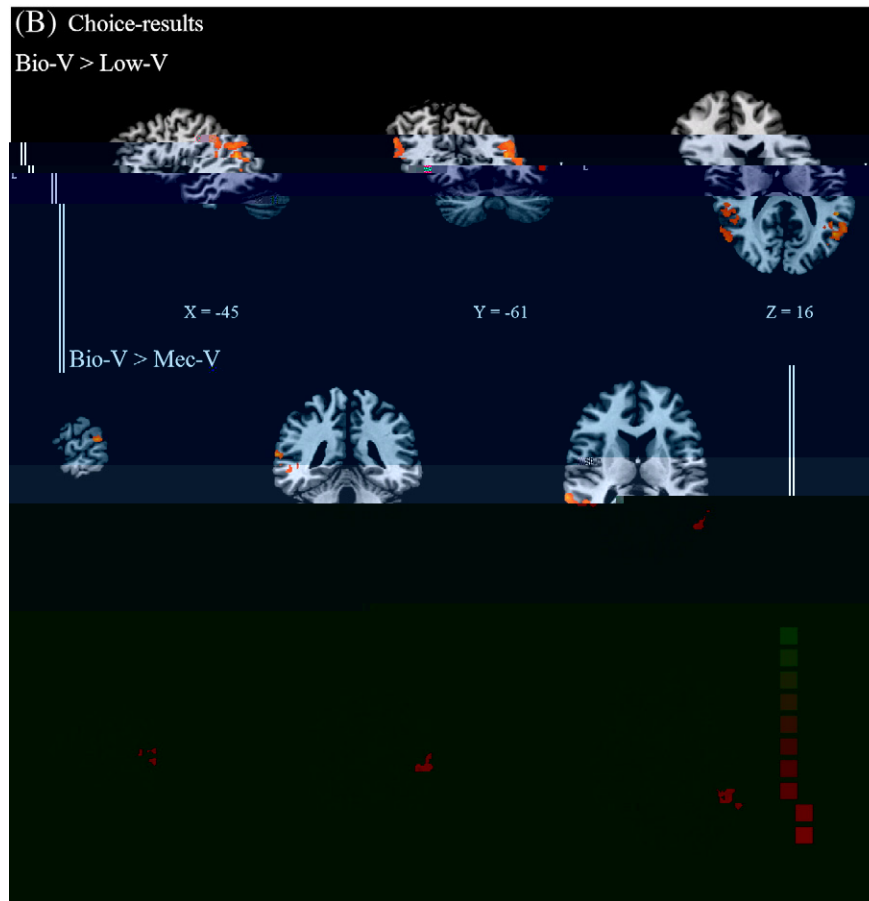 (B) Choice-results
Bio-V > Low-V
L
L
X = -45 Y = -61 Z = 16
Bio-V > Mec-V